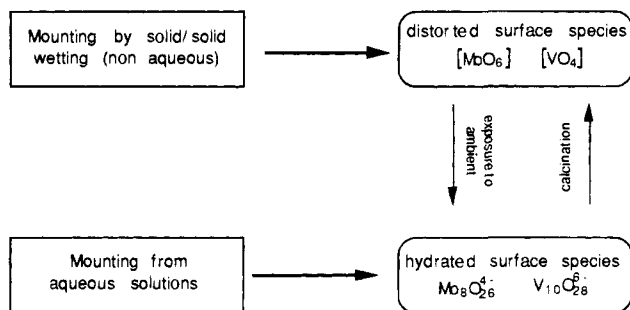 Mounting by solid/solid
wetting (non aqueous)
distorted surface species
[MoO6] [VO4]
exposure to
ambient
calcination
Mounting from
aqueous solutions
hydrated surface species
Mo8O26^4- V10O28^6-